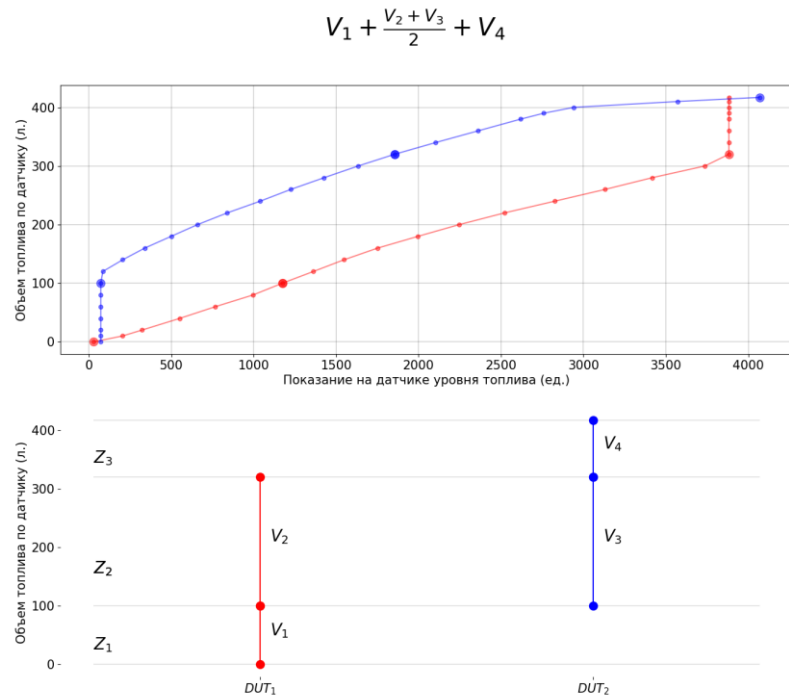 V₁ + (V₂ + V₃)/2 + V₄
Объем топлива по датчику (л.)
400
300
200
100
0
0 500 1000 1500 2000 2500 3000 3500 4000
Показание на датчике уровня топлива (ед.)
Объем топлива по датчику (л.)
400
300
200
100
0
Z₃
V₄
V₂
V₃
Z₂
V₁
Z₁
DUT₁ DUT₂